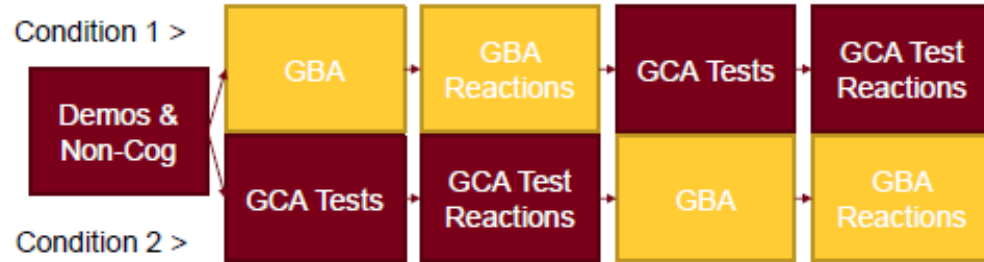 Condition 1 >
Demos &
Non-Cog
GBA
GBA
Reactions
GCA Tests
GCA Test
Reactions
GCA Tests
GCA Test
Reactions
GBA
GBA
Reactions
Condition 2 >